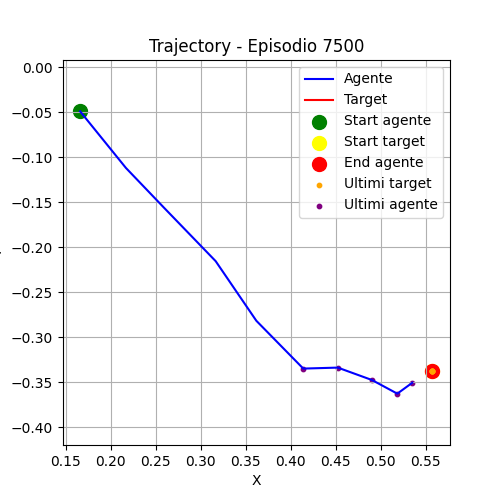 Trajectory - Episodio 7500
Agente
Target
Start agente
Start target
End agente
Ultimi target
Ultimi agente
0.00
−0.05
−0.10
−0.15
−0.20
−0.25
−0.30
−0.35
−0.40
0.15 0.20 0.25 0.30 0.35 0.40 0.45 0.50 0.55
X